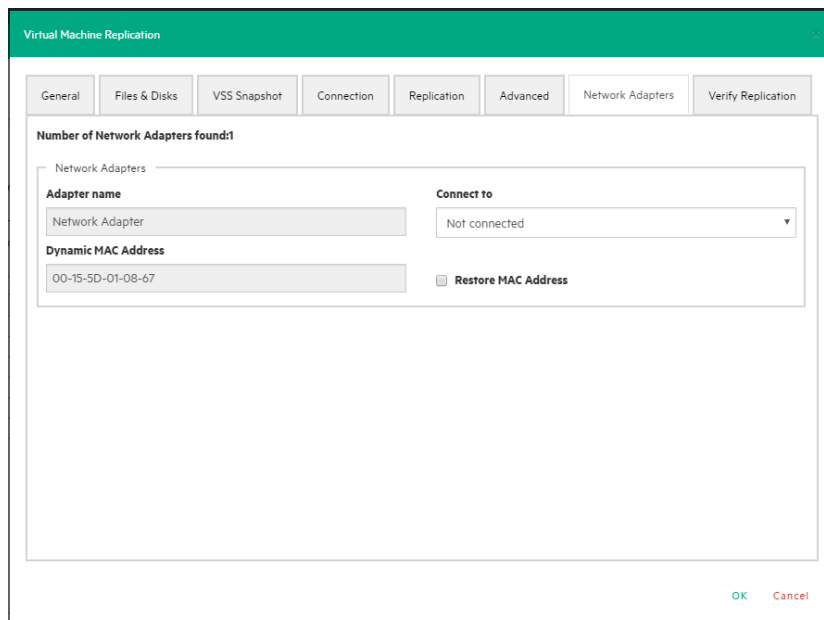 Virtual Machine Replication
General Files & Disks VSS Snapshot Connection Replication Advanced Network Adapters Verify Replication
Number of Network Adapters found:1
Network Adapters
Adapter name Connect to
Network Adapter Not connected
Dynamic MAC Address
00-15-5D-01-08-67 Restore MAC Address
OK Cancel